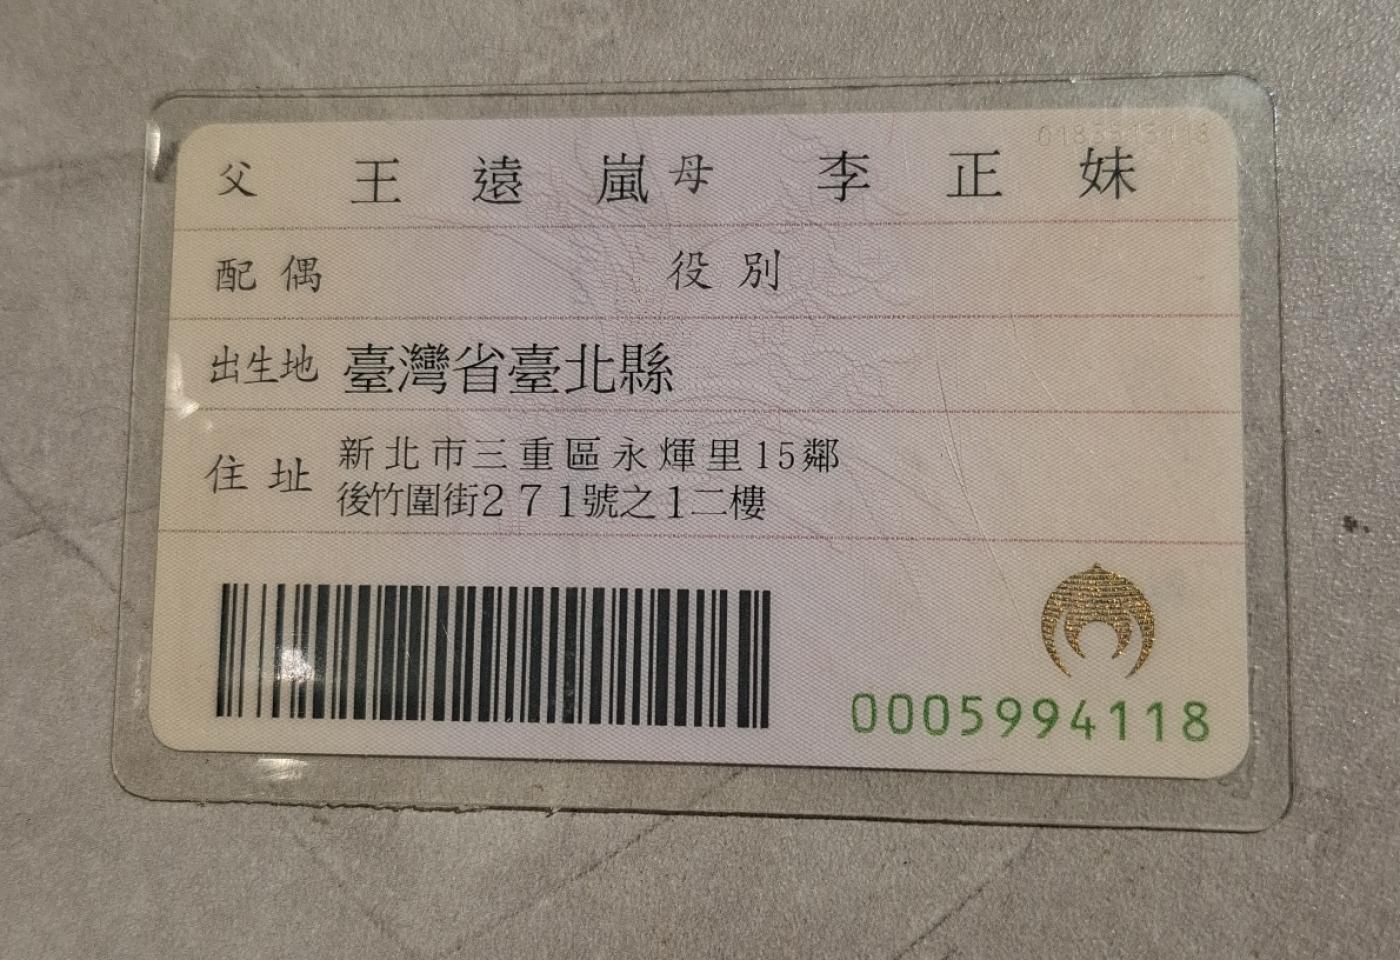 父 王遠嵐 母 李正妹
配偶 役別
出生地 臺灣省臺北縣
住址 新北市三重區永輝里15鄰
後竹圍街271號之1二樓
0005994118